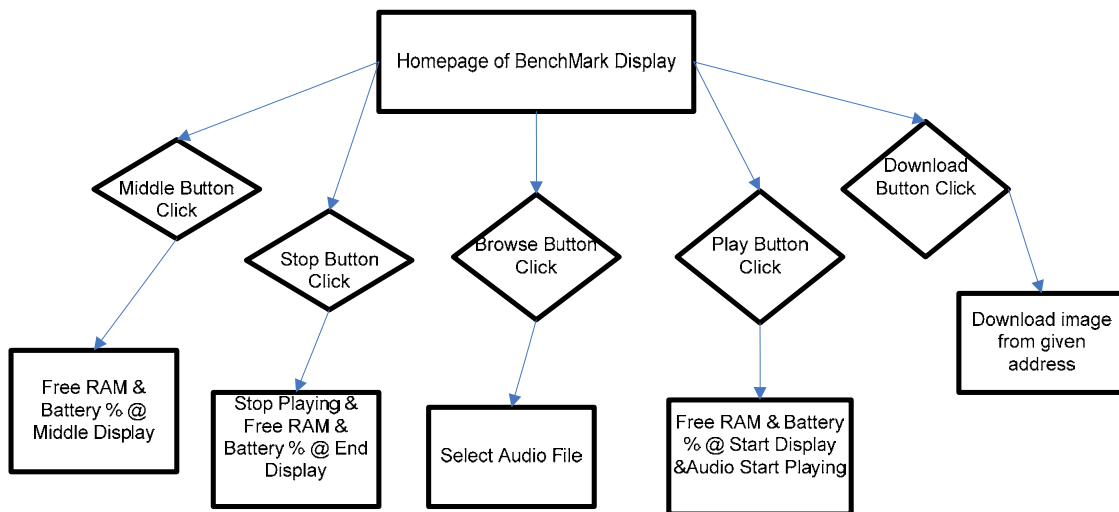 Homepage of BenchMark Display
Middle Button
Click
Stop Button
Click
Browse Button
Click
Play Button
Click
Download
Button Click
Free RAM &
Battery % @
Middle Display
Stop Playing &
Free RAM &
Battery % @ End
Display
Select Audio File
Free RAM & Battery
% @ Start Display
&Audio Start Playing
Download image
from given
address